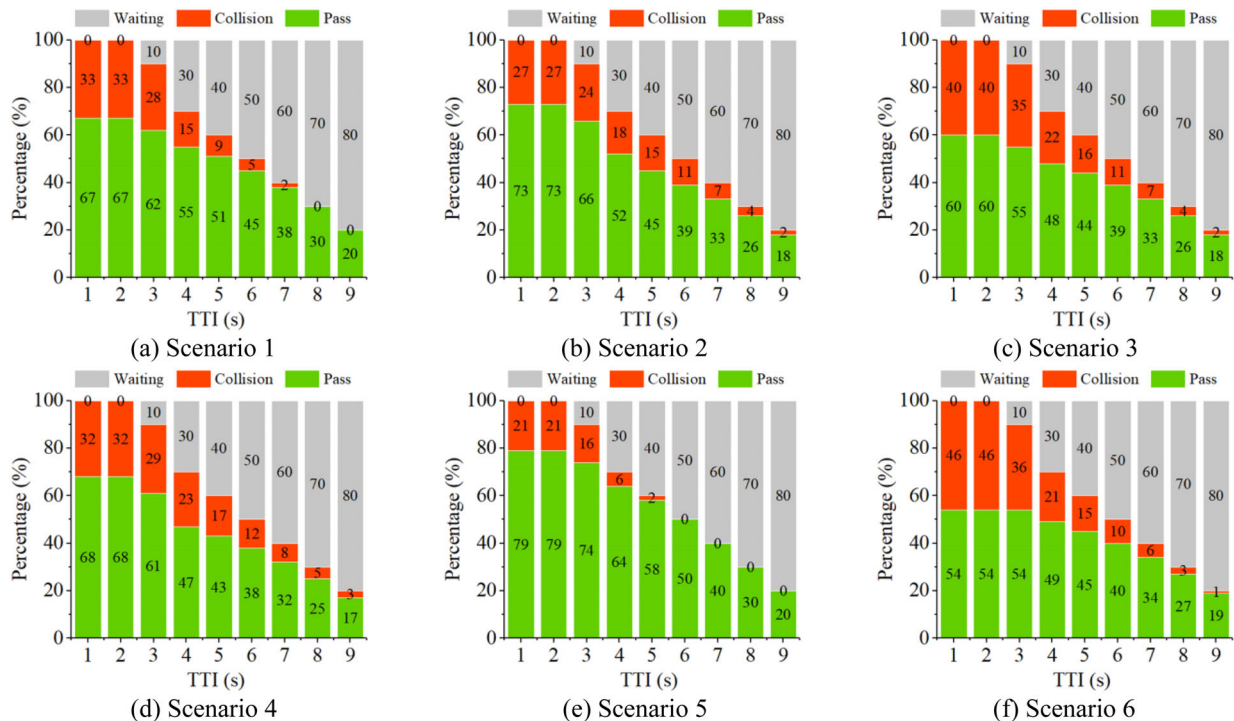 Waiting Collision Pass
Waiting Collision Pass
Waiting Collision Pass
Percentage (%)
100
80
60
40
20
0
0 0 10 30 40 50 60 70 80
33 33 28 15 9 5 2 0 0
67 67 62 55 51 45 38 30 20
1 2 3 4 5 6 7 8 9
TTI (s)
(a) Scenario 1
Percentage (%)
100
80
60
40
20
0
0 0 10 30 40 50 60 70 80
27 27 24 18 15 11 7 4 2
73 73 66 52 45 39 33 26 18
1 2 3 4 5 6 7 8 9
TTI (s)
(b) Scenario 2
Percentage (%)
100
80
60
40
20
0
0 0 10 30 40 50 60 70 80
40 40 35 22 16 11 7 4 2
60 60 55 48 44 39 33 26 18
1 2 3 4 5 6 7 8 9
TTI (s)
(c) Scenario 3
Waiting Collision Pass
Waiting Collision Pass
Waiting Collision Pass
Percentage (%)
100
80
60
40
20
0
0 0 10 30 40 50 60 70 80
32 32 29 23 17 12 8 5 3
68 68 61 47 43 38 32 25 17
1 2 3 4 5 6 7 8 9
TTI (s)
(d) Scenario 4
Percentage (%)
100
80
60
40
20
0
0 0 10 30 40 50 60 70 80
21 21 16 6 2 0 0 0 0
79 79 74 64 58 50 40 30 20
1 2 3 4 5 6 7 8 9
TTI (s)
(e) Scenario 5
Percentage (%)
100
80
60
40
20
0
0 0 10 30 40 50 60 70 80
46 46 36 21 15 10 6 3 1
54 54 54 49 45 40 34 27 19
1 2 3 4 5 6 7 8 9
TTI (s)
(f) Scenario 6